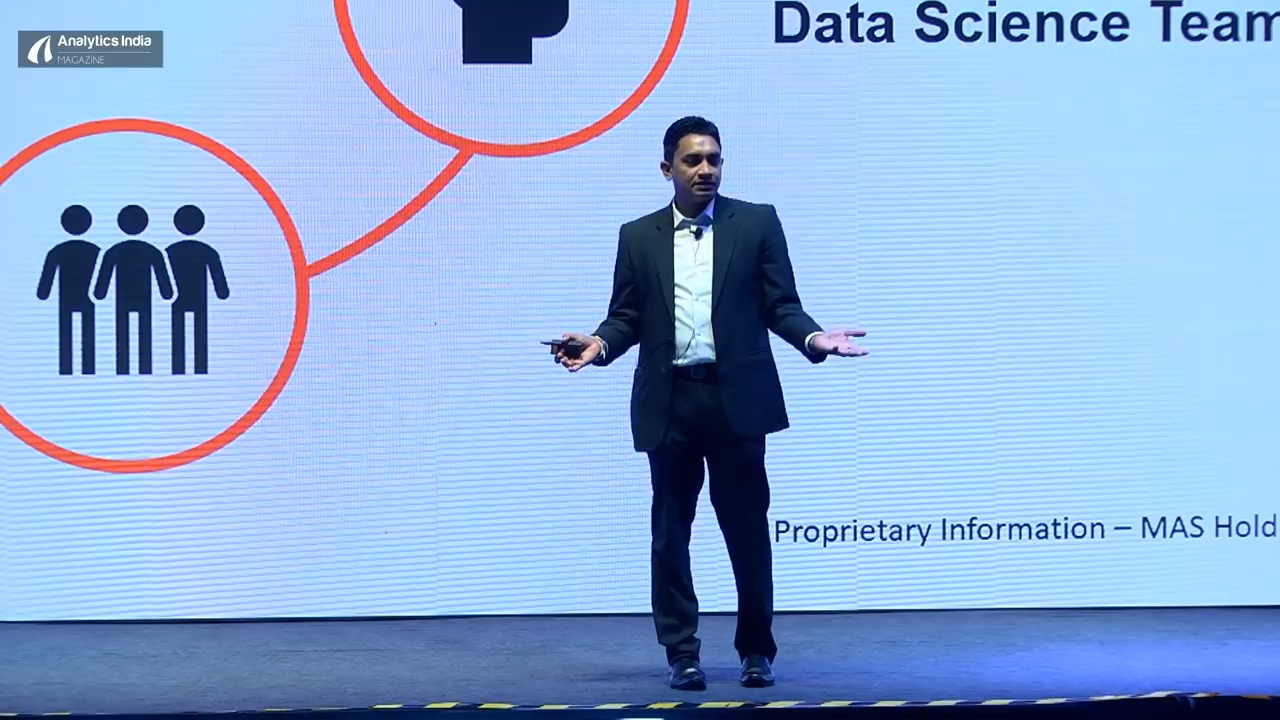 Analytics India
MAGAZINE
Data Science Team
Proprietary Information – MAS Hold